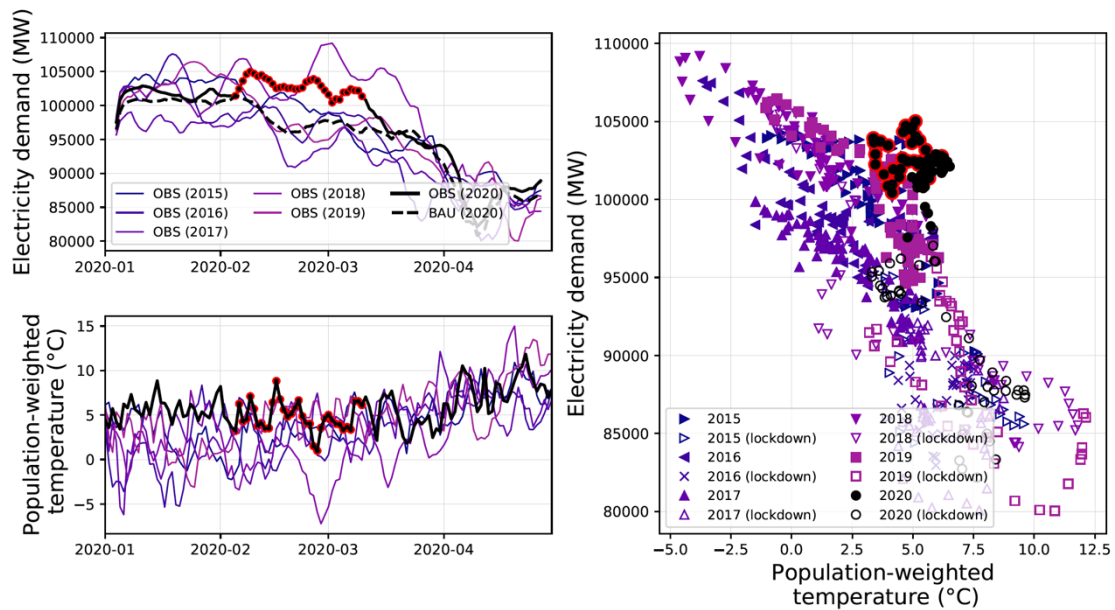 Electricity demand (MW)
110000
105000
100000
95000
90000
85000
80000
OBS (2015)
OBS (2016)
OBS (2017)
OBS (2018)
OBS (2019)
OBS (2020)
BAU (2020)
2020-01
2020-02
2020-03
2020-04
Population-weighted
temperature (°C)
15
10
5
0
−5
2020-01
2020-02
2020-03
2020-04
Electricity demand (MW)
110000
105000
100000
95000
90000
85000
80000
2015
2015 (lockdown)
2016
2016 (lockdown)
2017
2017 (lockdown)
2018
2018 (lockdown)
2019
2019 (lockdown)
2020
2020 (lockdown)
−5.0
−2.5
0.0
2.5
5.0
7.5
10.0
12.5
Population-weighted
temperature (°C)